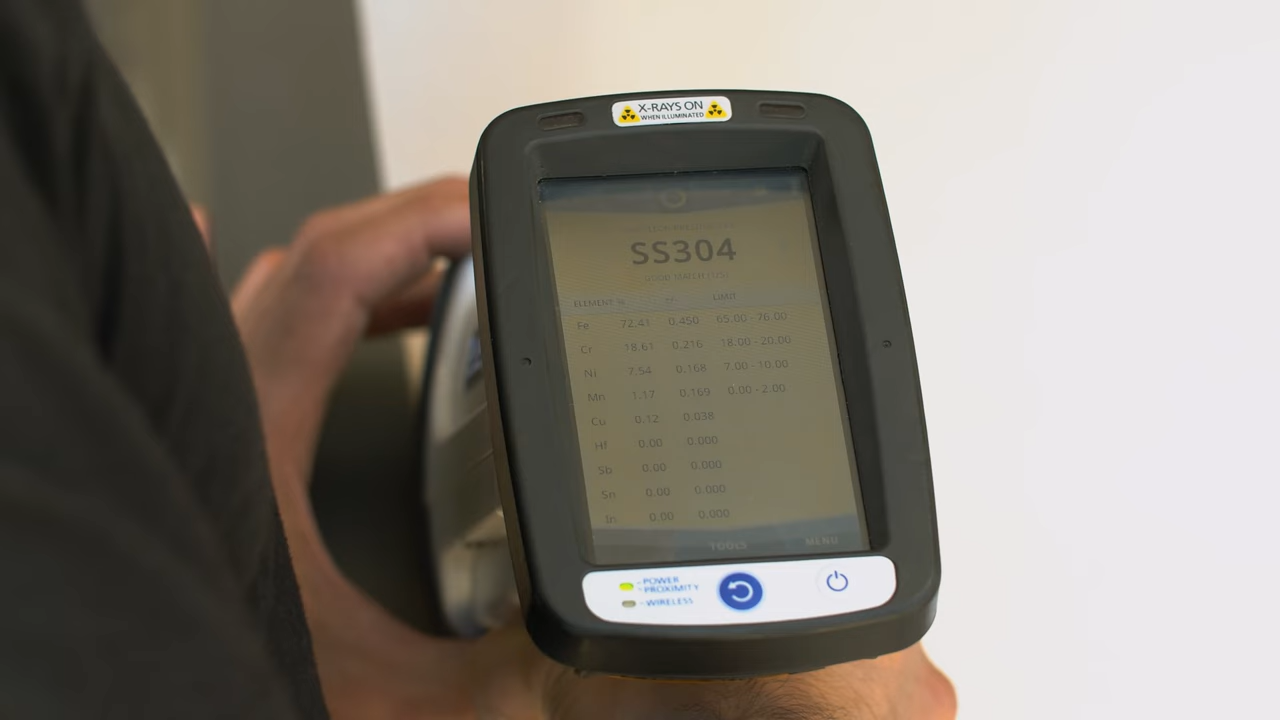 X-RAYS ON
WHEN ILLUMINATED
SS304
ELEMENT % +/- LIMIT
Fe 72.43 0.450 65.00 - 76.00
Cr 18.61 0.216 18.00 - 20.00
Ni 7.54 0.168 7.00 - 10.00
Mn 1.17 0.169 0.00 - 2.00
Cu 0.12 0.038
Hf 0.00 0.000
Sb 0.00 0.000
Sn 0.00 0.000
In 0.00 0.000
TOOLS MENU
- POWER
- PROXIMITY
- WIRELESS